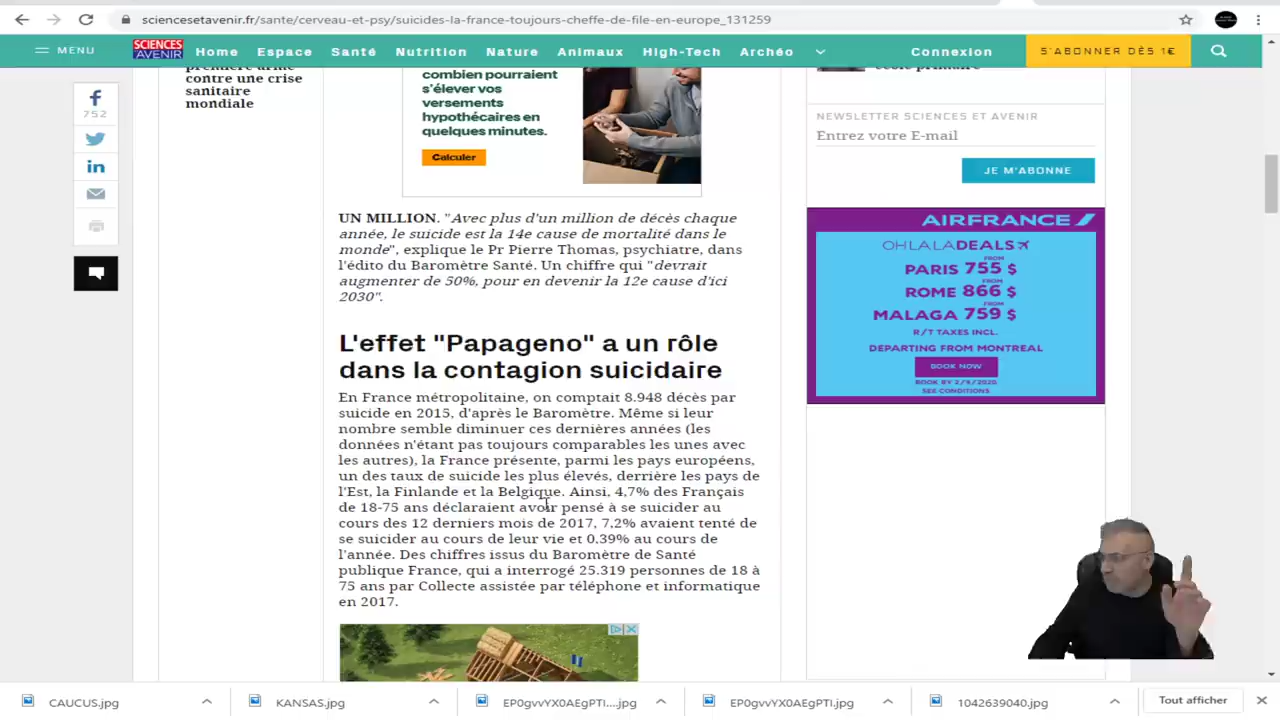 sciencesetavenir.fr/sante/cerveau-et-psy/suicides-la-france-toujours-cheffe-de-file-en-europe_131259
MENU
SCIENCES AVENIR
Home
Espace
Santé
Nutrition
Nature
Animaux
High-Tech
Archéo
Connexion
S'ABONNER DÈS 1€
752
contre une crise
sanitaire
mondiale
combien pourraient
s'élever vos
versements
hypothécaires en
quelques minutes.
Calculer
UN MILLION. "Avec plus d'un million de décès chaque
année, le suicide est la 14e cause de mortalité dans le
monde", explique le Pr Pierre Thomas, psychiatre, dans
l'édito du Baromètre Santé. Un chiffre qui "devrait
augmenter de 50%, pour en devenir la 12e cause d'ici
2030".
L'effet "Papageno" a un rôle
dans la contagion suicidaire
En France métropolitaine, on comptait 8.948 décès par
suicide en 2015, d'après le Baromètre. Même si leur
nombre semble diminuer ces dernières années (les
données n'étant pas toujours comparables les unes avec
les autres), la France présente, parmi les pays européens,
un des taux de suicide les plus élevés, derrière les pays de
l'Est, la Finlande et la Belgique. Ainsi, 4,7% des Français
de 18-75 ans déclaraient avoir pensé à se suicider au
cours des 12 derniers mois de 2017, 7,2% avaient tenté de
se suicider au cours de leur vie et 0,39% au cours de
l'année. Des chiffres issus du Baromètre de Santé
publique France, qui a interrogé 25.319 personnes de 18 à
75 ans par Collecte assistée par téléphone et informatique
en 2017.
NEWSLETTER SCIENCES ET AVENIR
Entrez votre E-mail
JE M'ABONNE
AIRFRANCE
OH LA LA DEALS
FROM
PARIS 755 $
FROM
ROME 866 $
FROM
MALAGA 759 $
R/T TAXES INCL.
DEPARTING FROM MONTREAL
BOOK NOW
BOOK BY 2/9/2020
SEE CONDITIONS
CAUCUS.jpg
KANSAS.jpg
EP0gvvYX0AEgPTI....jpg
EP0gvvYX0AEgPTI.jpg
1042639040.jpg
Tout afficher